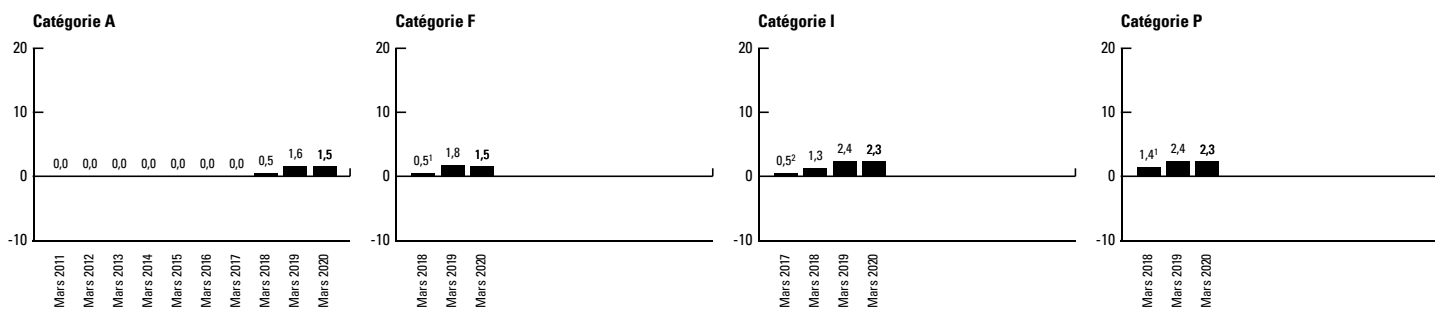 Catégorie A
20
10
0
-10
0,0 0,0 0,0 0,0 0,0 0,0 0,0 0,5 1,6 1,5
Mars 2011
Mars 2012
Mars 2013
Mars 2014
Mars 2015
Mars 2016
Mars 2017
Mars 2018
Mars 2019
Mars 2020
Catégorie F
20
10
0
-10
0,5¹ 1,8 1,5
Mars 2018
Mars 2019
Mars 2020
Catégorie I
20
10
0
-10
0,5² 1,3 2,4 2,3
Mars 2017
Mars 2018
Mars 2019
Mars 2020
Catégorie P
20
10
0
-10
1,4¹ 2,4 2,3
Mars 2018
Mars 2019
Mars 2020